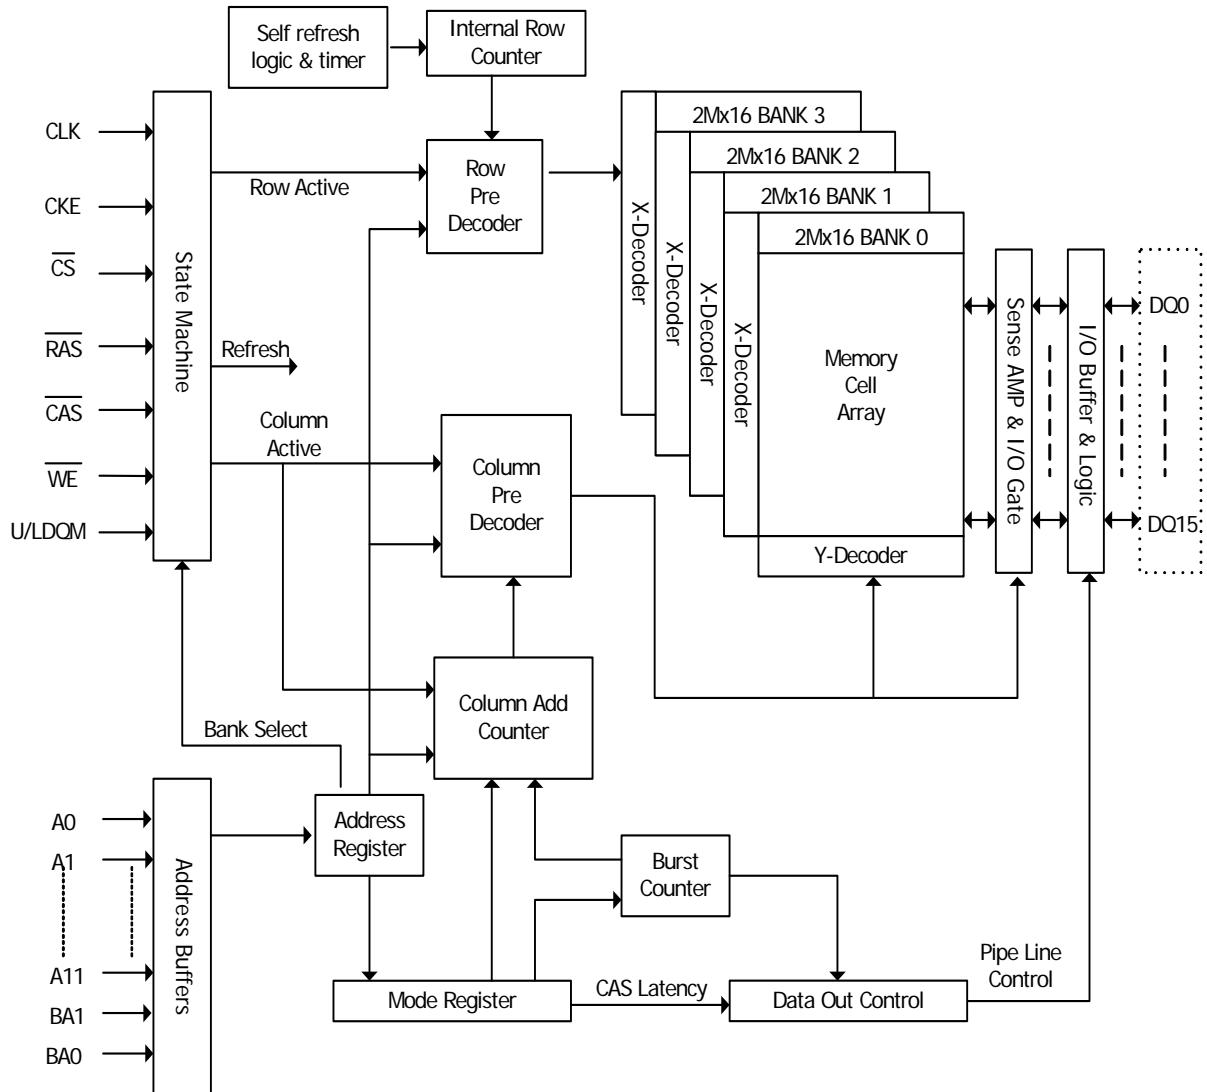 Self refresh
logic & timer
Internal Row
Counter
CLK
CKE
CS
RAS
CAS
WE
U/LDQM
State Machine
Row Active
Refresh
Column
Active
Row
Pre
Decoder
Column
Pre
Decoder
Column Add
Counter
Bank Select
2Mx16 BANK 3
2Mx16 BANK 2
2Mx16 BANK 1
2Mx16 BANK 0
X-Decoder
X-Decoder
X-Decoder
X-Decoder
Memory
Cell
Array
Y-Decoder
Sense AMP & I/O Gate
I/O Buffer & Logic
DQ0
DQ15
A0
A1
A11
BA1
BA0
Address Buffers
Address
Register
Burst
Counter
Mode Register
CAS Latency
Data Out Control
Pipe Line
Control